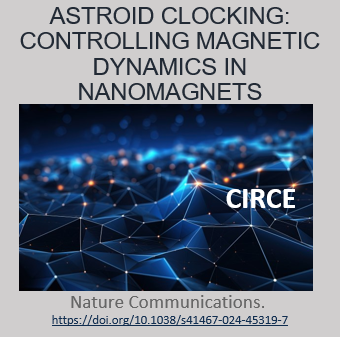 ASTROID CLOCKING:
CONTROLLING MAGNETIC
DYNAMICS IN
NANOMAGNETS
CIRCE
Nature Communications.
https://doi.org/10.1038/s41467-024-45319-7